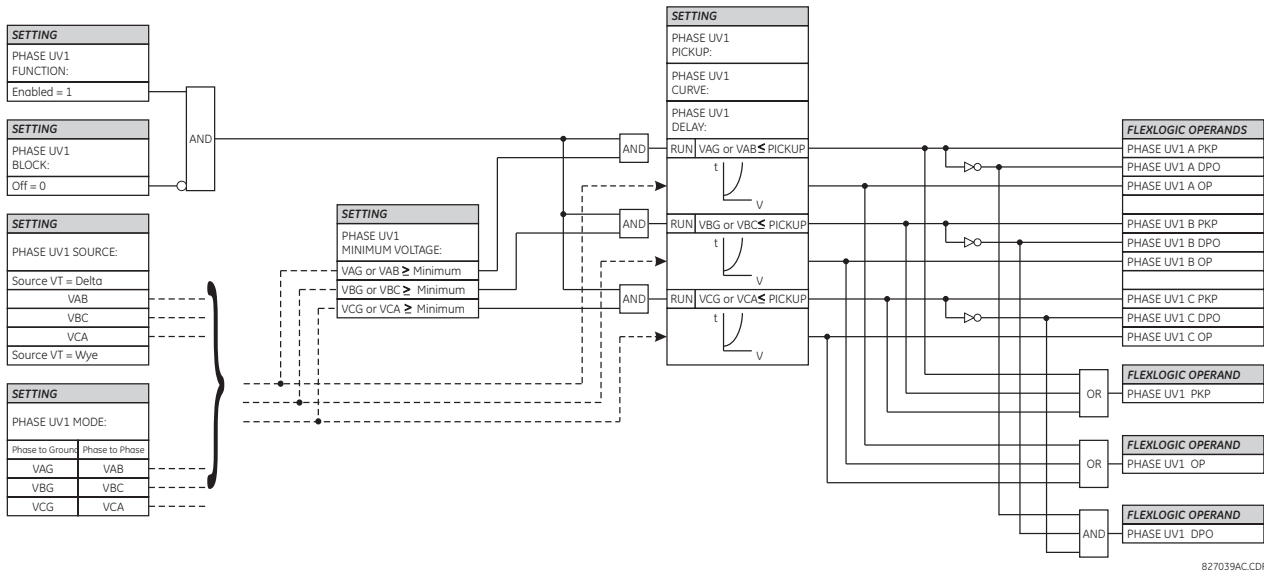 SETTING
PHASE UV1
FUNCTION:
Enabled = 1
SETTING
PHASE UV1
BLOCK:
Off = 0
AND
SETTING
PHASE UV1 SOURCE:
Source VT = Delta
VAB
VBC
VCA
Source VT = Wye
SETTING
PHASE UV1 MODE:
Phase to Ground Phase to Phase
VAG VAB
VBG VBC
VCG VCA
SETTING
PHASE UV1
MINIMUM VOLTAGE:
VAG or VAB ≥ Minimum
VBG or VBC ≥ Minimum
VCG or VCA ≥ Minimum
AND
AND
AND
SETTING
PHASE UV1
PICKUP:
PHASE UV1
CURVE:
PHASE UV1
DELAY:
RUN VAG or VAB ≤ PICKUP
t
V
RUN VBG or VBC ≤ PICKUP
t
V
RUN VCG or VCA ≤ PICKUP
t
V
FLEXLOGIC OPERANDS
PHASE UV1 A PKP
PHASE UV1 A DPO
PHASE UV1 A OP
PHASE UV1 B PKP
PHASE UV1 B DPO
PHASE UV1 B OP
PHASE UV1 C PKP
PHASE UV1 C DPO
PHASE UV1 C OP
OR
FLEXLOGIC OPERAND
PHASE UV1 PKP
OR
FLEXLOGIC OPERAND
PHASE UV1 OP
AND
FLEXLOGIC OPERAND
PHASE UV1 DPO
827039AC.CDR